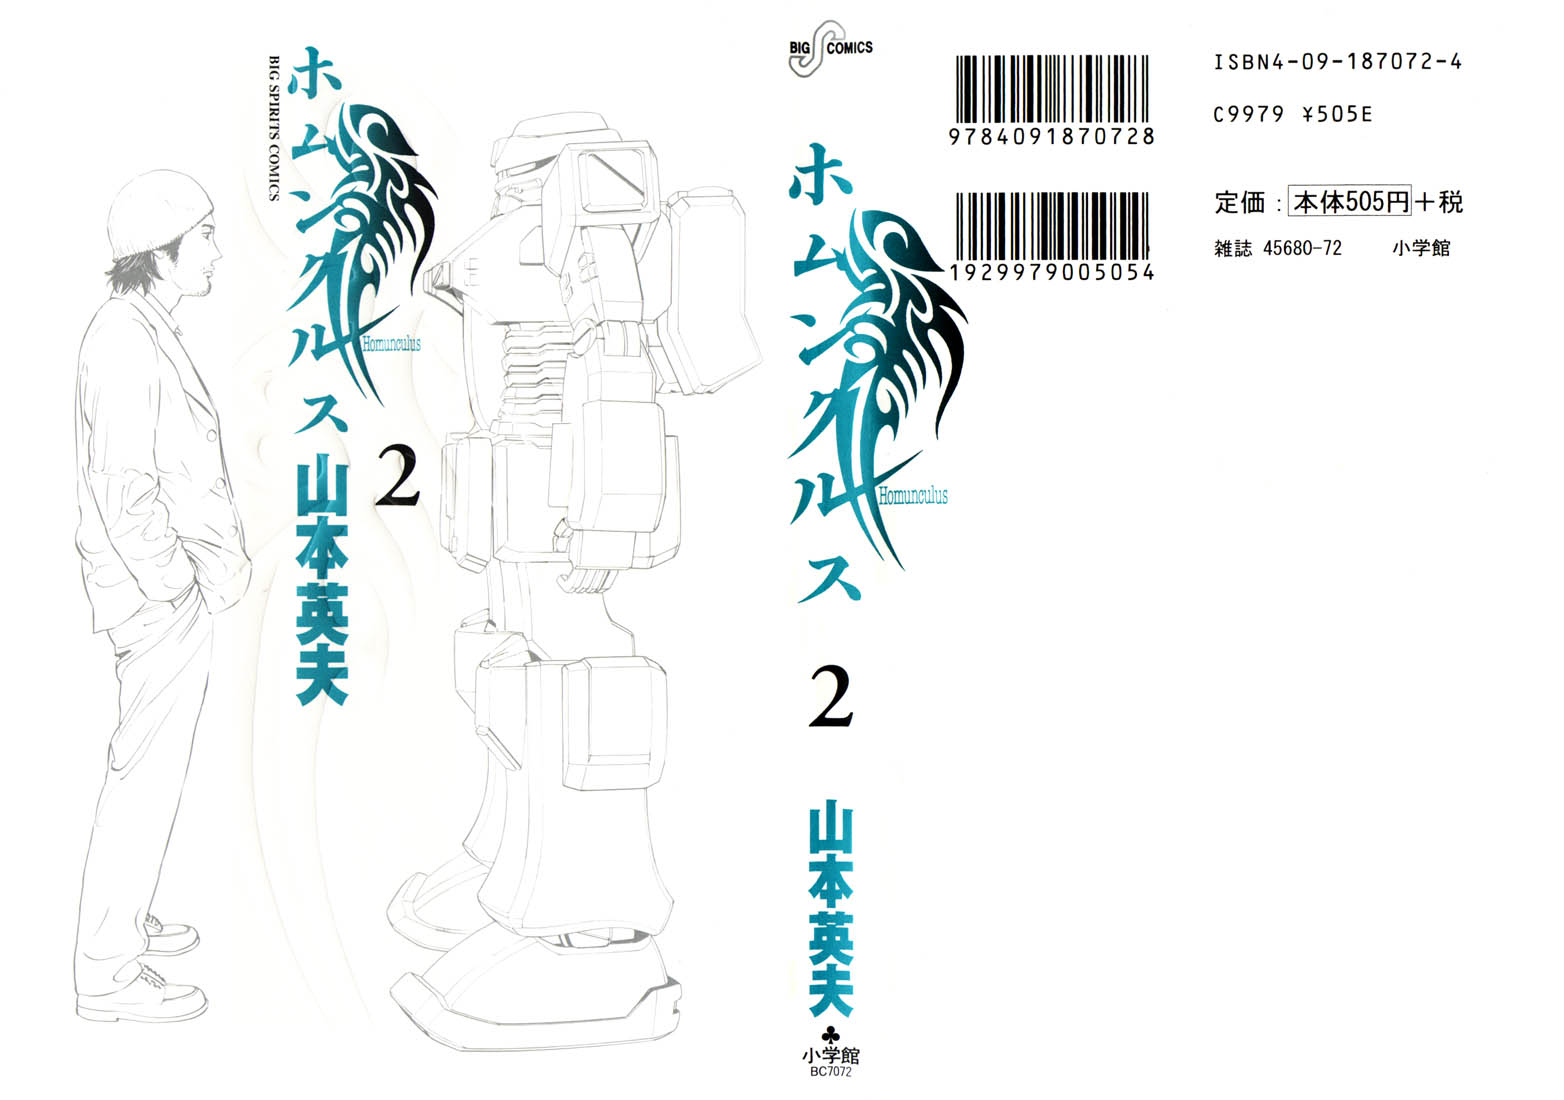 BIG SPIRITS COMICS
ホムンクルス
Homunculus
2
山本英夫
BIG COMICS
ホムンクルス
Homunculus
2
山本英夫
小学館
BC7072
9784091870728
1929979005054
ISBN4-09-187072-4
C9979 ¥505E
定価：本体505円+税
雑誌 45680-72 小学館